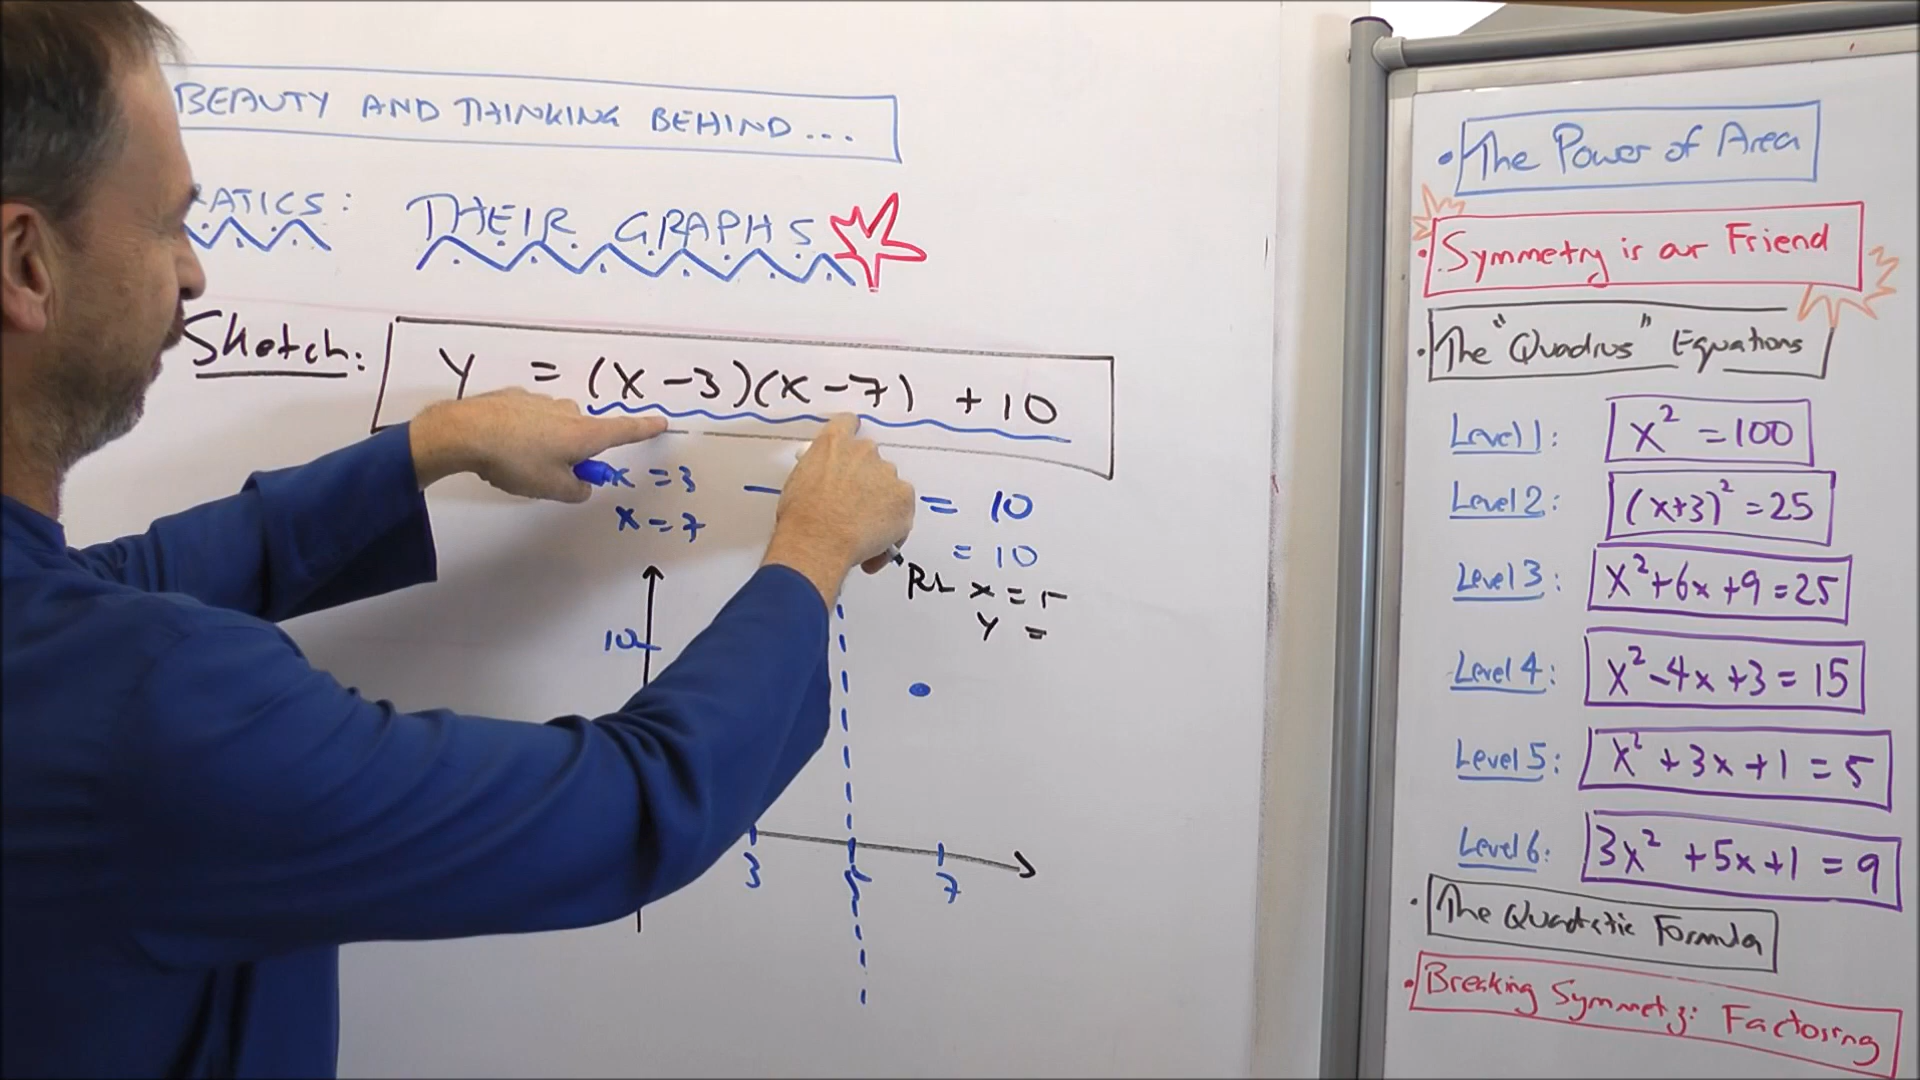 BEAUTY AND THINKING BEHIND...
RATICS: THEIR GRAPHS
Sketch: Y = (x-3)(x-7) + 10
x = 3 = 10
x = 7 = 10
Put x = 5
y =
10
3 5 7
• The Power of Area
• Symmetry is our Friend
• The "Quadrus" Equations
Level 1: x² = 100
Level 2: (x+3)² = 25
Level 3: x²+6x+9=25
Level 4: x²-4x+3=15
Level 5: x²+3x+1=5
Level 6: 3x²+5x+1=9
• The Quadratic Formula
• Breaking Symmetry: Factoring